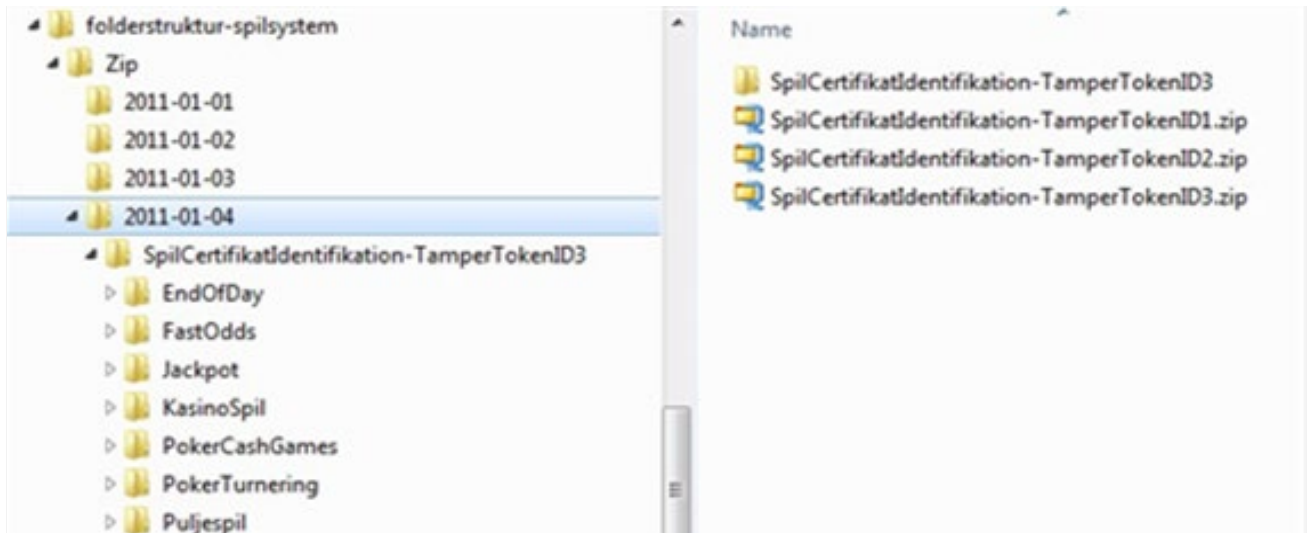 folderstruktur-spilsystem
Zip
2011-01-01
2011-01-02
2011-01-03
2011-01-04
SpilCertifikatIdentifikation-TamperTokenID3
EndOfDay
FastOdds
Jackpot
KasinoSpil
PokerCashGames
PokerTurnering
Puljespil
Name
SpilCertifikatIdentifikation-TamperTokenID3
SpilCertifikatIdentifikation-TamperTokenID1.zip
SpilCertifikatIdentifikation-TamperTokenID2.zip
SpilCertifikatIdentifikation-TamperTokenID3.zip